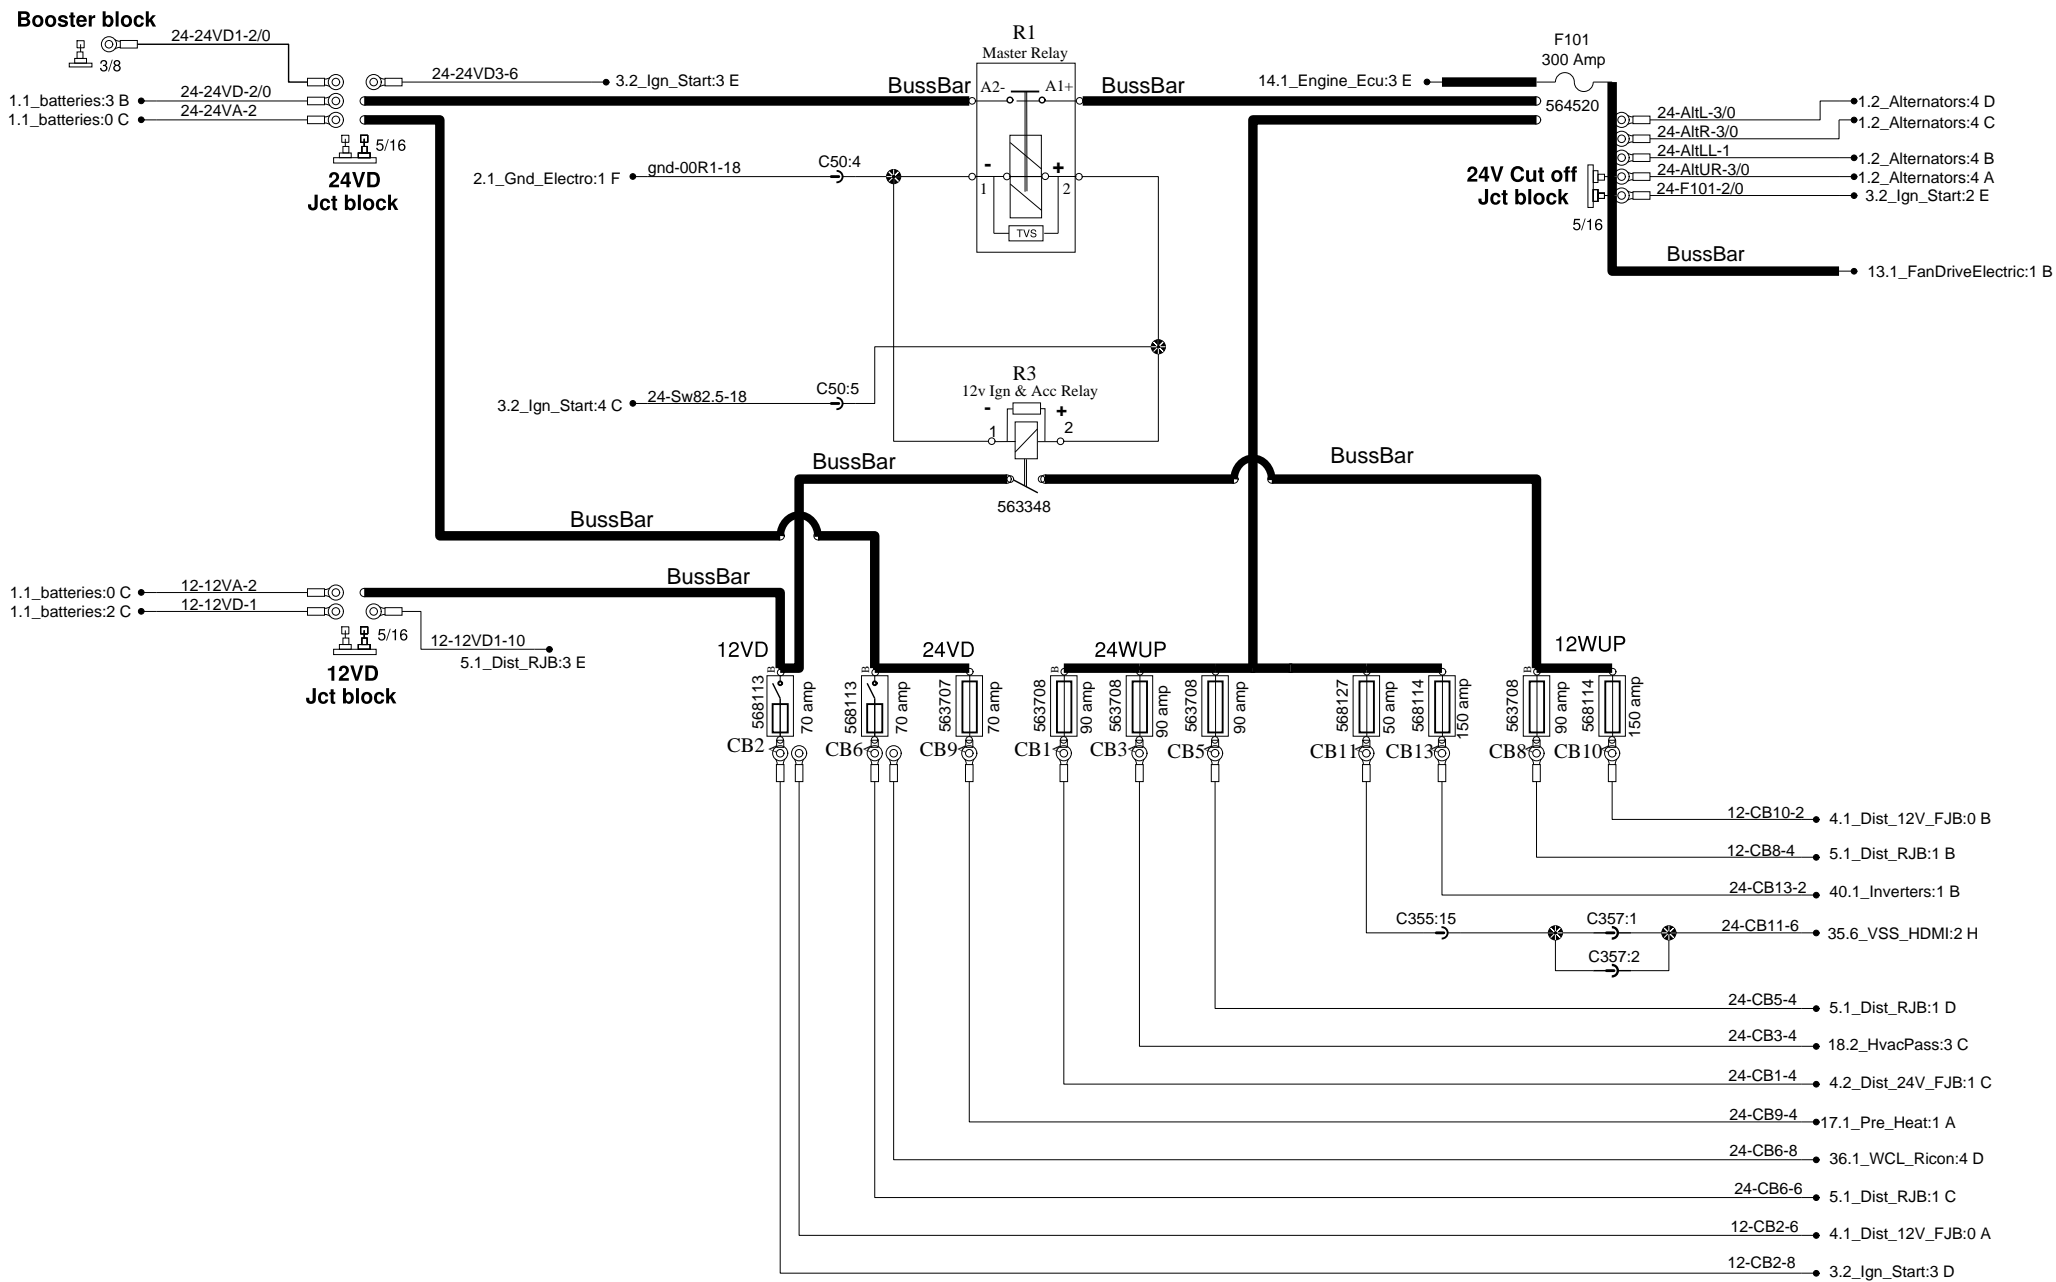 Booster block
24-24VD1-2/0
3/8
24-24VD3-6
3.2_Ign_Start:3 E
1.1_batteries:3 B
24-24VD-2/0
1.1_batteries:0 C
24-24VA-2
5/16
24VD
Jct block
R1
Master Relay
BussBar
A2-
A1+
BussBar
-
+
1
2
TVS
2.1_Gnd_Electro:1 F
gnd-00R1-18
C50:4
14.1_Engine_Ecu:3 E
F101
300 Amp
564520
24-AltL-3/0
1.2_Alternators:4 D
24-AltR-3/0
1.2_Alternators:4 C
24-AltLL-1
1.2_Alternators:4 B
24-AltUR-3/0
1.2_Alternators:4 A
24-F101-2/0
3.2_Ign_Start:2 E
24V Cut off
Jct block
5/16
BussBar
13.1_FanDriveElectric:1 B
3.2_Ign_Start:4 C
24-Sw82.5-18
C50:5
R3
12v Ign & Acc Relay
-
+
1
2
563348
BussBar
BussBar
BussBar
BussBar
1.1_batteries:0 C
12-12VA-2
1.1_batteries:2 C
12-12VD-1
5/16
12-12VD1-10
5.1_Dist_RJB:3 E
12VD
Jct block
12VD
24VD
24WUP
12WUP
B
568113
70 amp
CB2
B
568113
70 amp
CB6
563707
70 amp
CB9
B
563708
90 amp
CB1
563708
90 amp
CB3
563708
90 amp
CB5
568127
50 amp
CB11
568114
150 amp
CB13
B
563708
90 amp
CB8
568114
150 amp
CB10
12-CB10-2
4.1_Dist_12V_FJB:0 B
12-CB8-4
5.1_Dist_RJB:1 B
24-CB13-2
40.1_Inverters:1 B
C355:15
C357:1
24-CB11-6
35.6_VSS_HDMI:2 H
C357:2
24-CB5-4
5.1_Dist_RJB:1 D
24-CB3-4
18.2_HvacPass:3 C
24-CB1-4
4.2_Dist_24V_FJB:1 C
24-CB9-4
17.1_Pre_Heat:1 A
24-CB6-8
36.1_WCL_Ricon:4 D
24-CB6-6
5.1_Dist_RJB:1 C
12-CB2-6
4.1_Dist_12V_FJB:0 A
12-CB2-8
3.2_Ign_Start:3 D